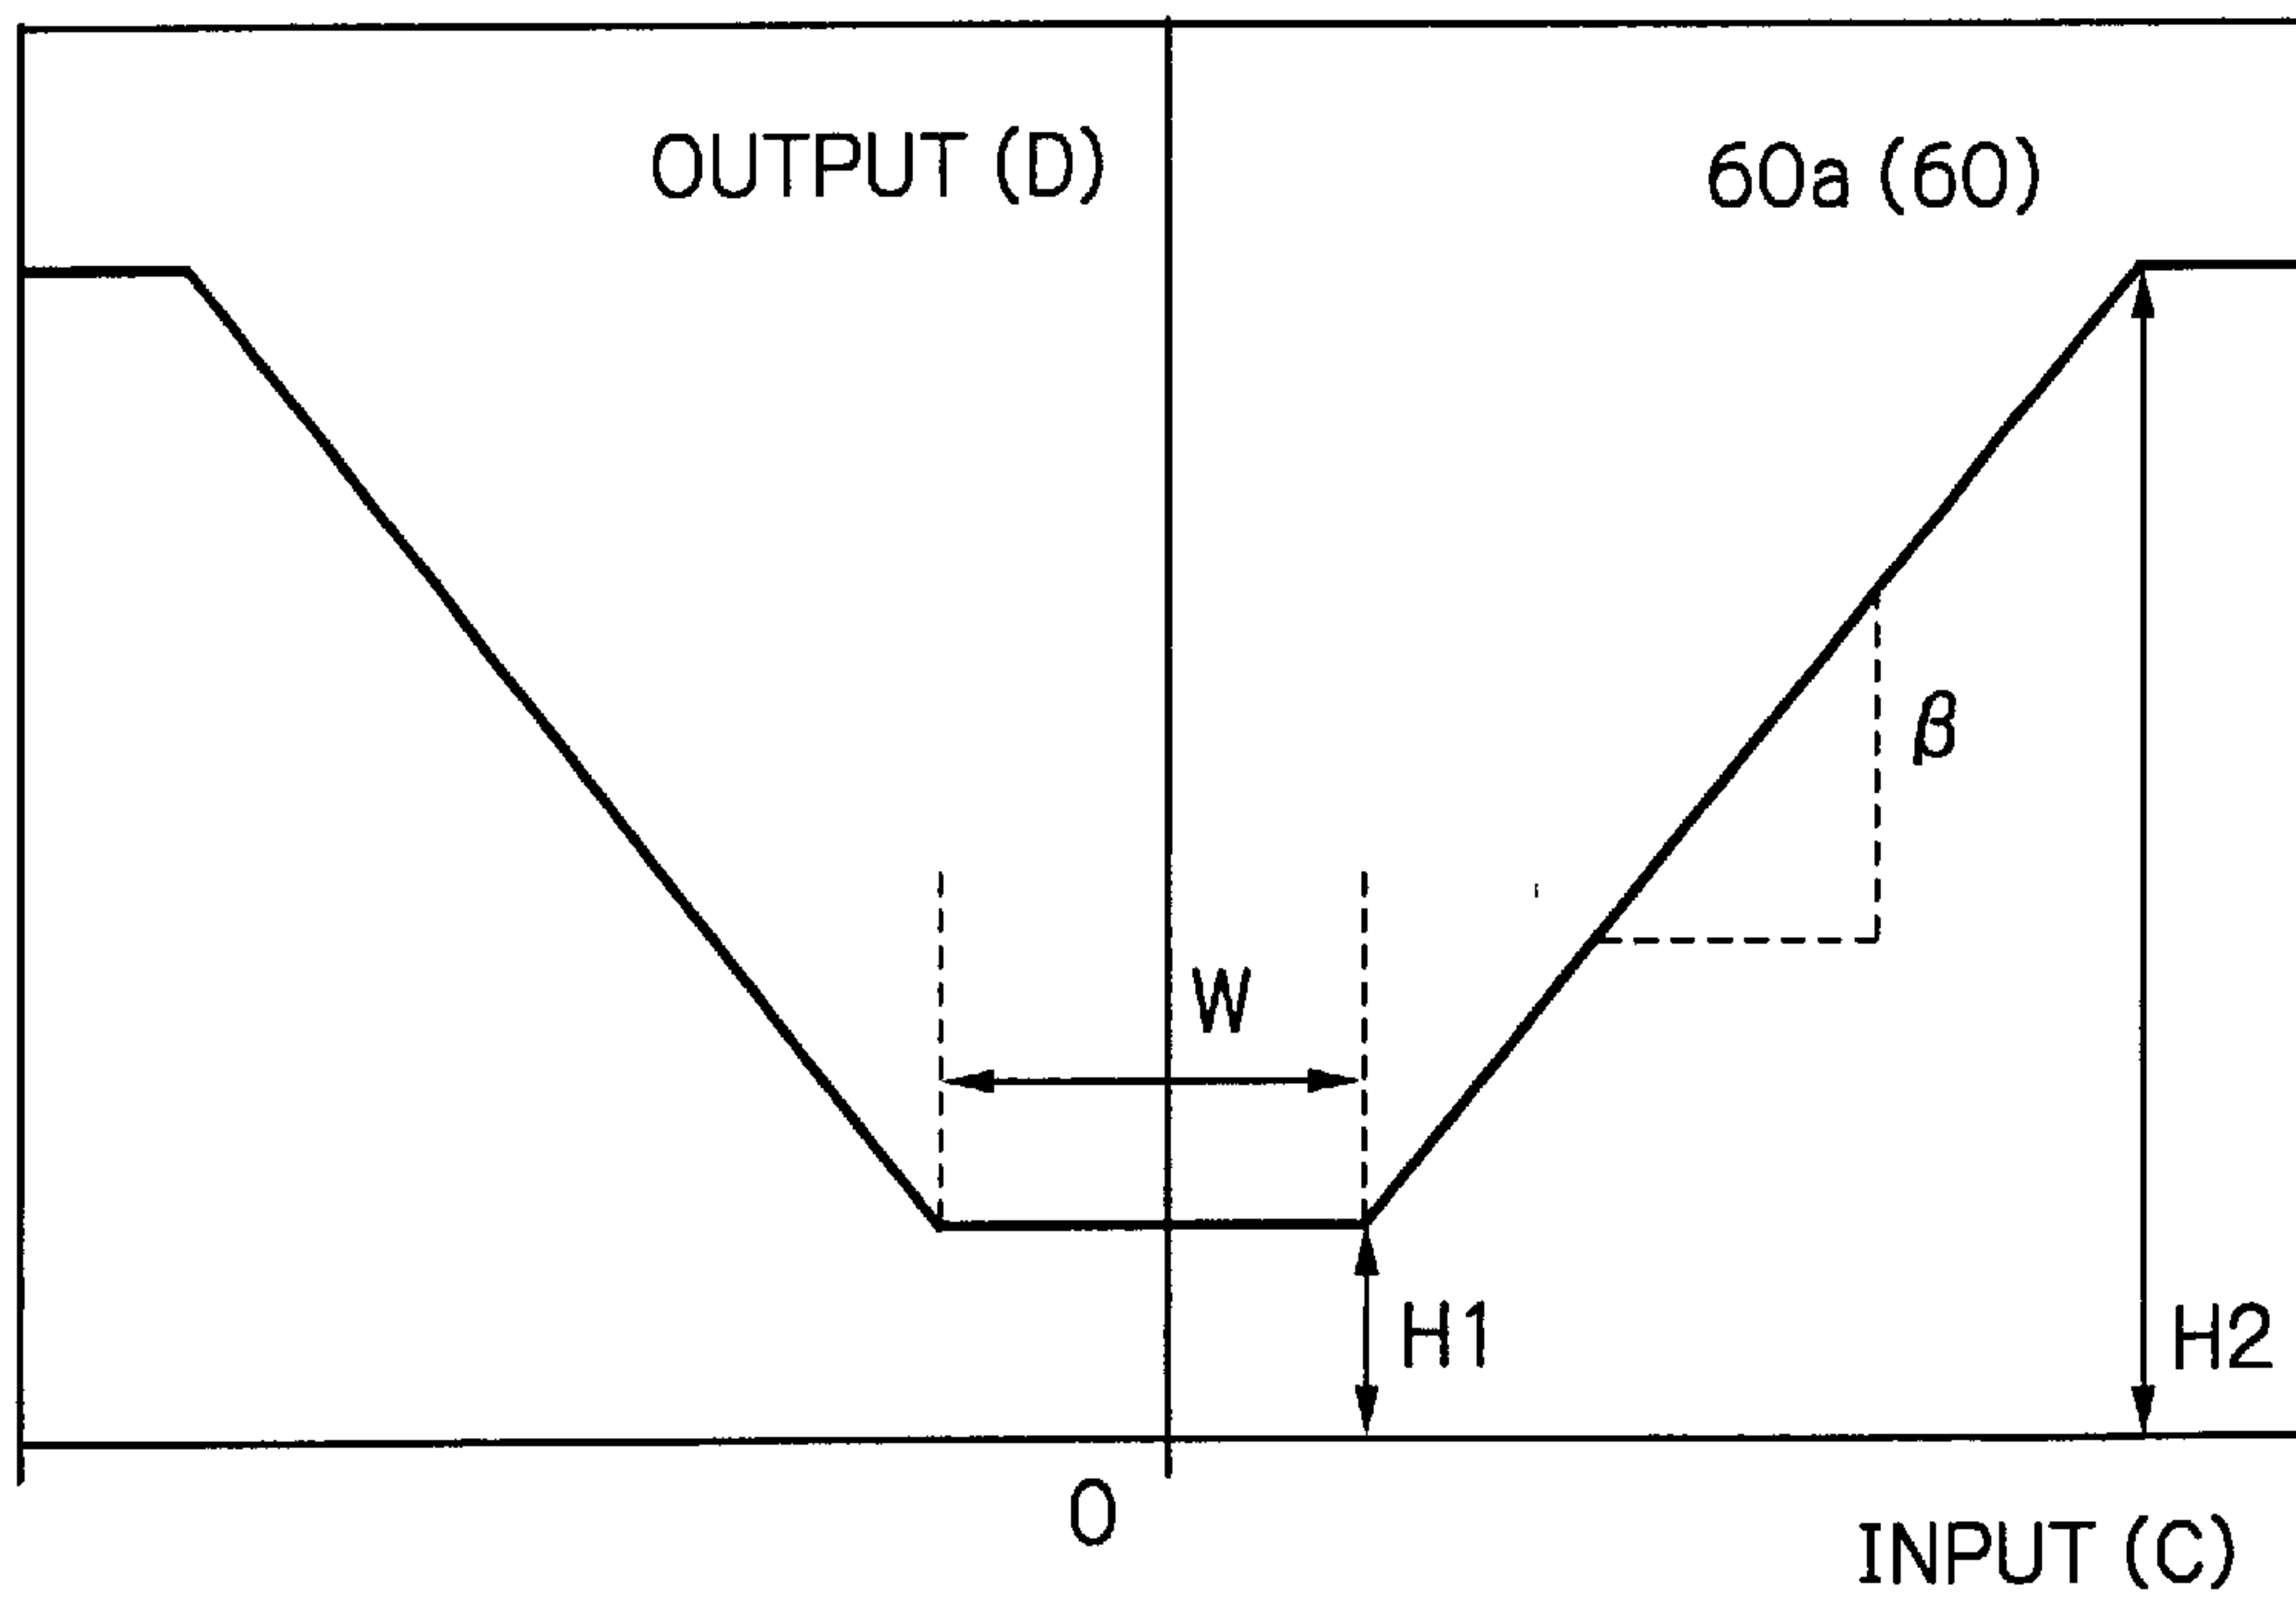 OUTPUT (D)
60a (60)
β
W
H1
H2
0
INPUT (C)